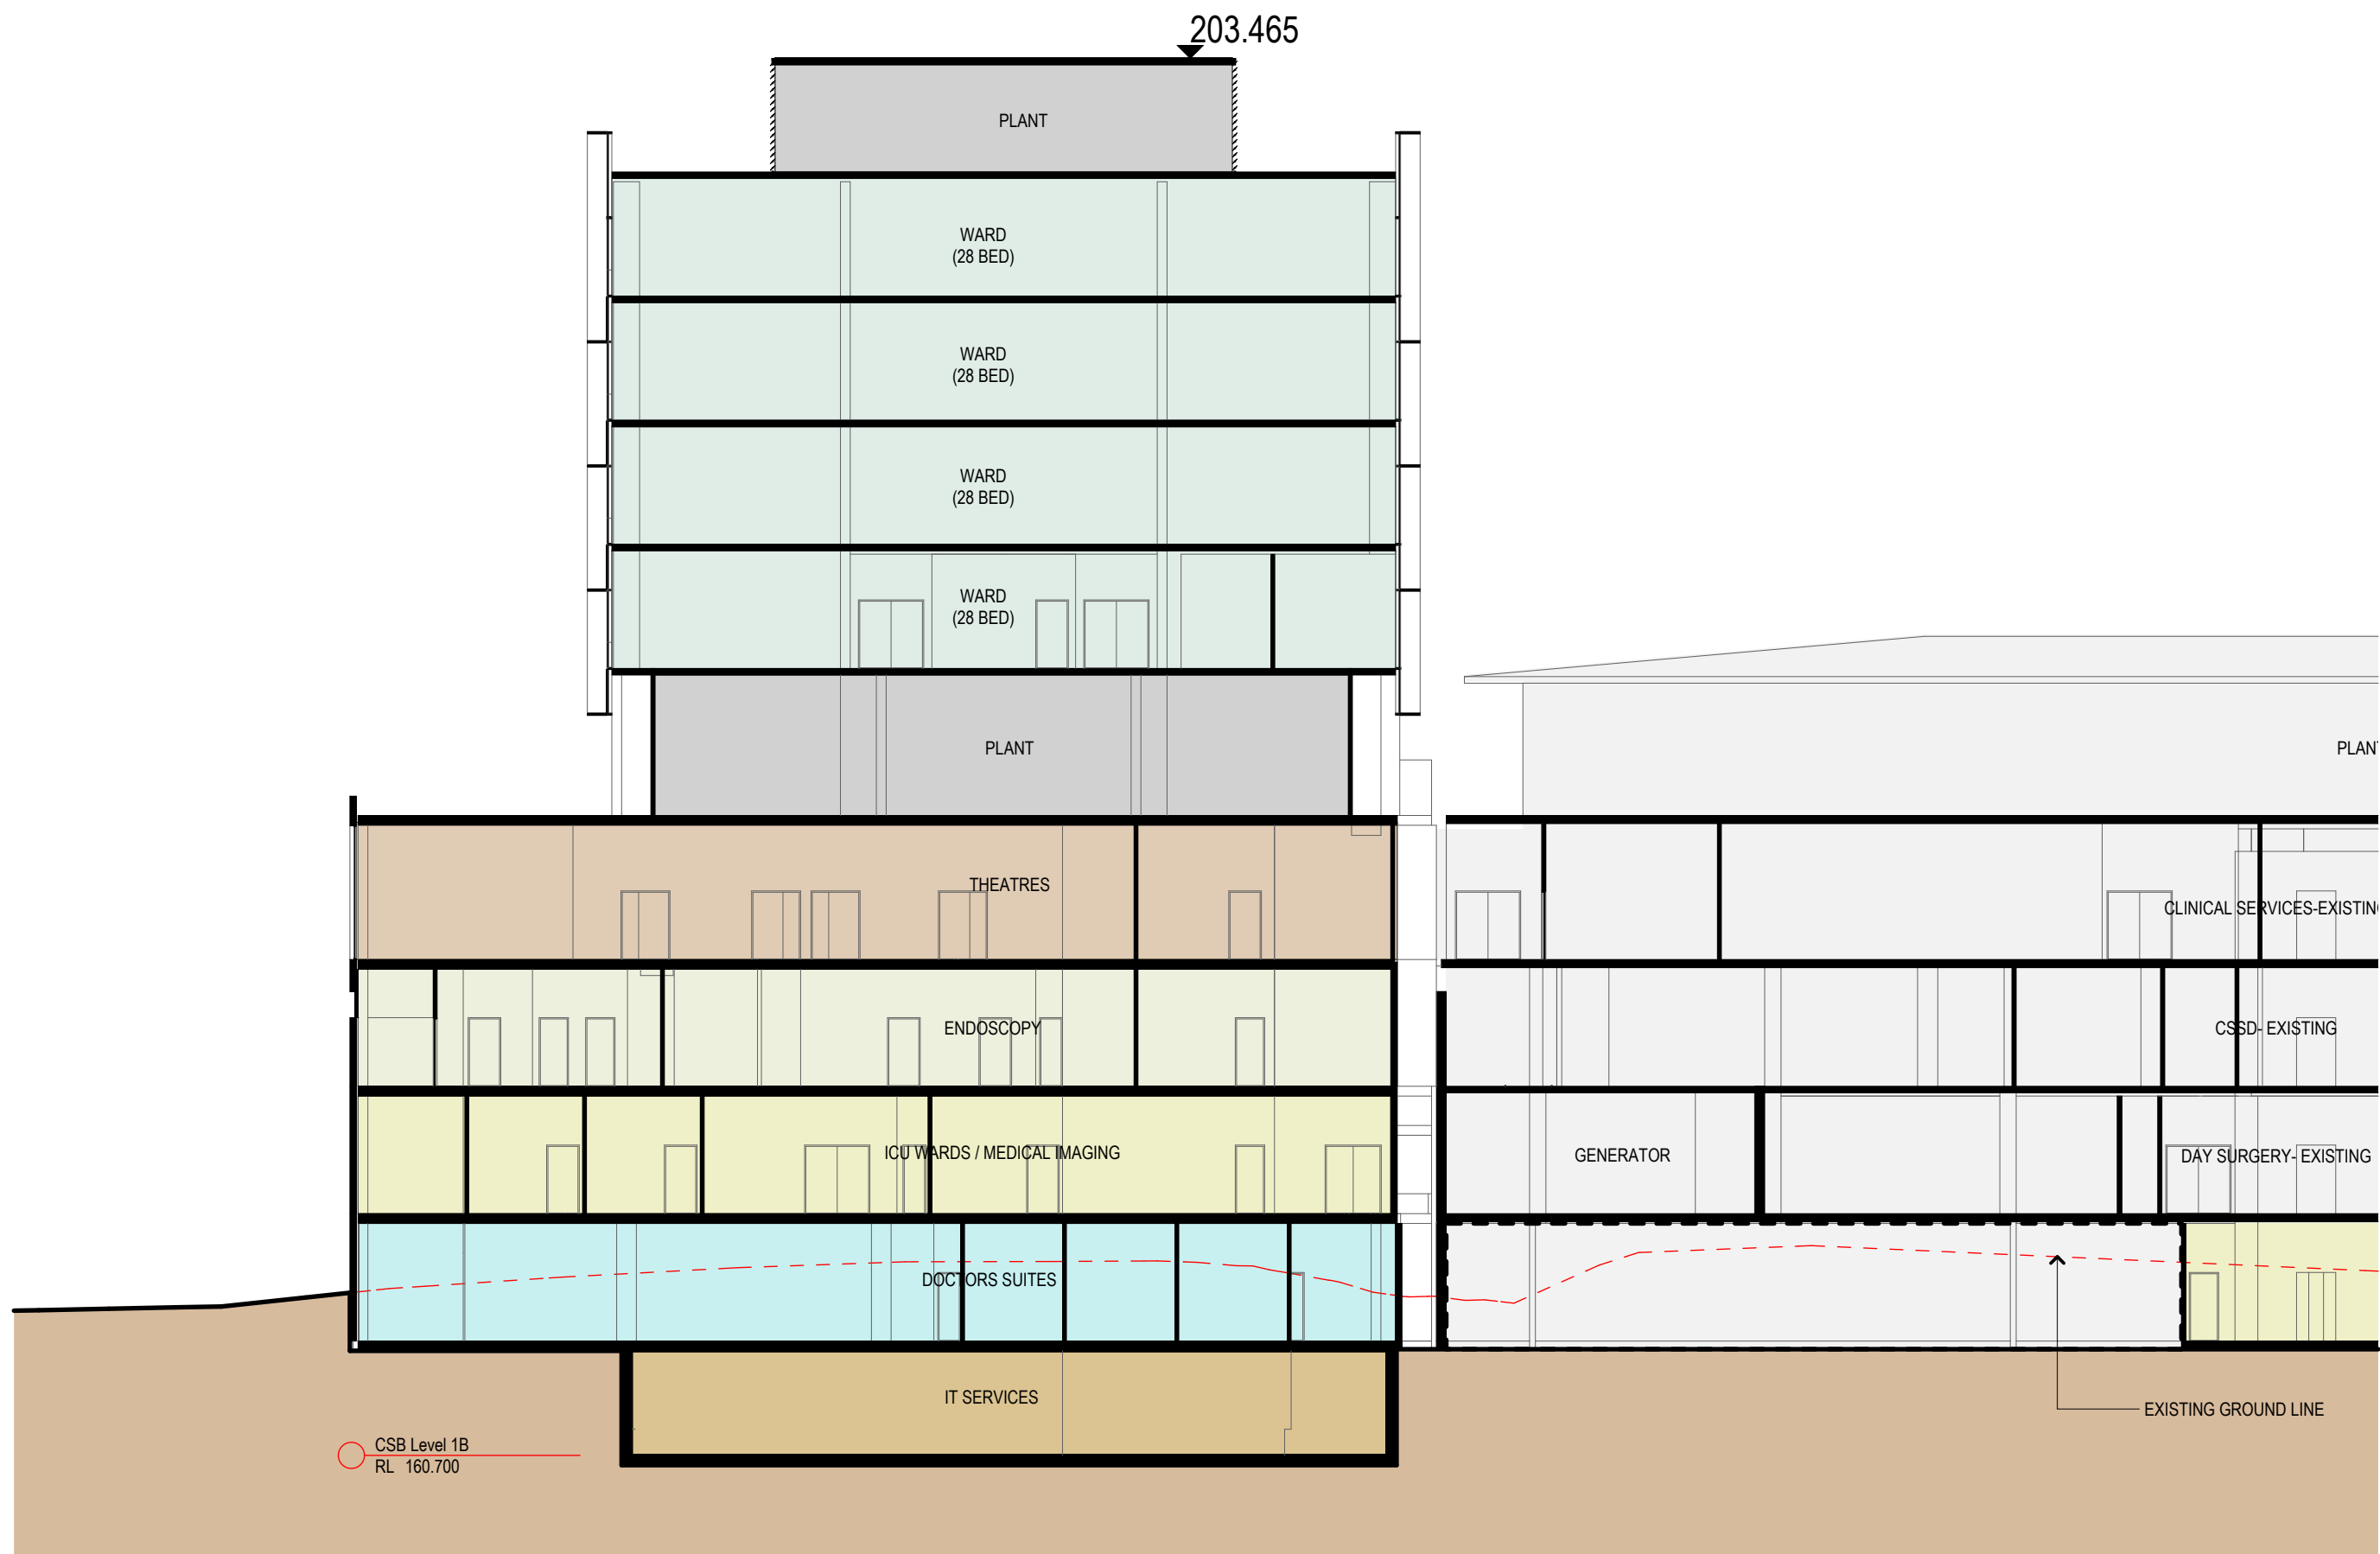 203.465
PLANT
WARD
(28 BED)
WARD
(28 BED)
WARD
(28 BED)
WARD
(28 BED)
PLANT
PLAN
THEATRES
CLINICAL SERVICES-EXISTIN
ENDOSCOPY
CSSD- EXISTING
ICU WARDS / MEDICAL IMAGING
GENERATOR
DAY SURGERY- EXISTING
DOCTORS SUITES
IT SERVICES
EXISTING GROUND LINE
CSB Level 1B
RL 160.700